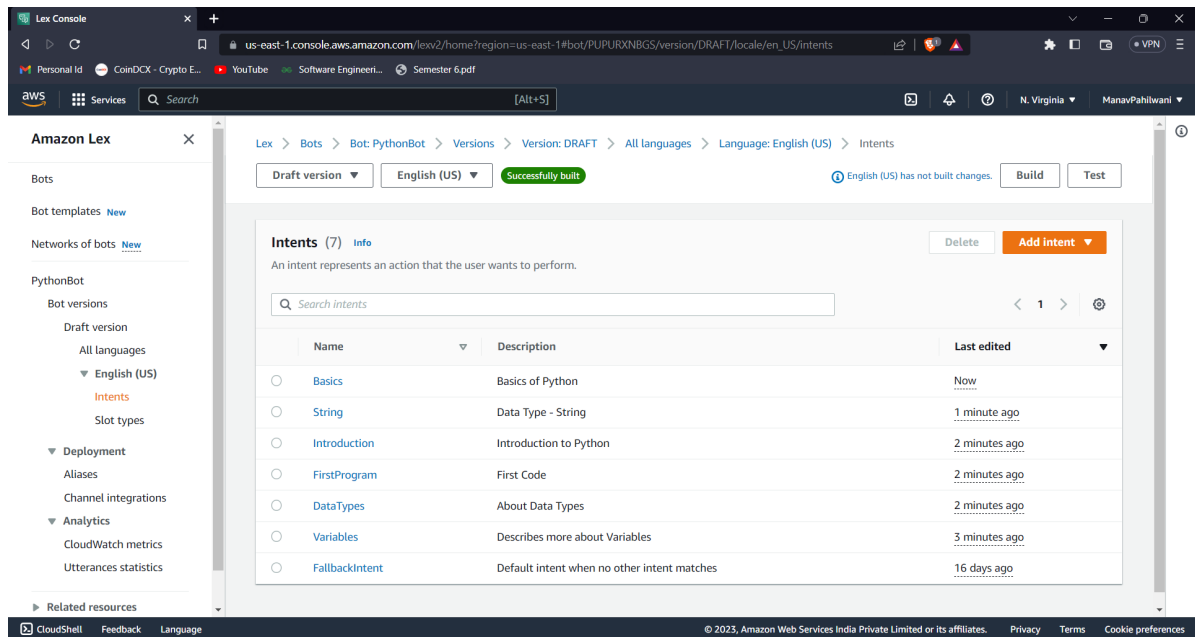 Lex Console
us-east-1.console.aws.amazon.com/lexv2/home?region=us-east-1#bot/PUPURXNBGS/version/DRAFT/locale/en_US/intents
VPN
Personal Id CoinDCX - Crypto E... YouTube Software Engineeri... Semester 6.pdf
aws Services Search [Alt+S] N. Virginia ManavPahilwani
Amazon Lex
Bots
Bot templates New
Networks of bots New
PythonBot
Bot versions
Draft version
All languages
English (US)
Intents
Slot types
Deployment
Aliases
Channel integrations
Analytics
CloudWatch metrics
Utterances statistics
Related resources
Lex > Bots > Bot: PythonBot > Versions > Version: DRAFT > All languages > Language: English (US) > Intents
Draft version English (US) Successfully built English (US) has not built changes. Build Test
Intents (7) Info Delete Add intent
An intent represents an action that the user wants to perform.
Search intents 1
Name Description Last edited
Basics Basics of Python Now
String Data Type - String 1 minute ago
Introduction Introduction to Python 2 minutes ago
FirstProgram First Code 2 minutes ago
DataTypes About Data Types 2 minutes ago
Variables Describes more about Variables 3 minutes ago
FallbackIntent Default intent when no other intent matches 16 days ago
CloudShell Feedback Language © 2023, Amazon Web Services India Private Limited or its affiliates. Privacy Terms Cookie preferences